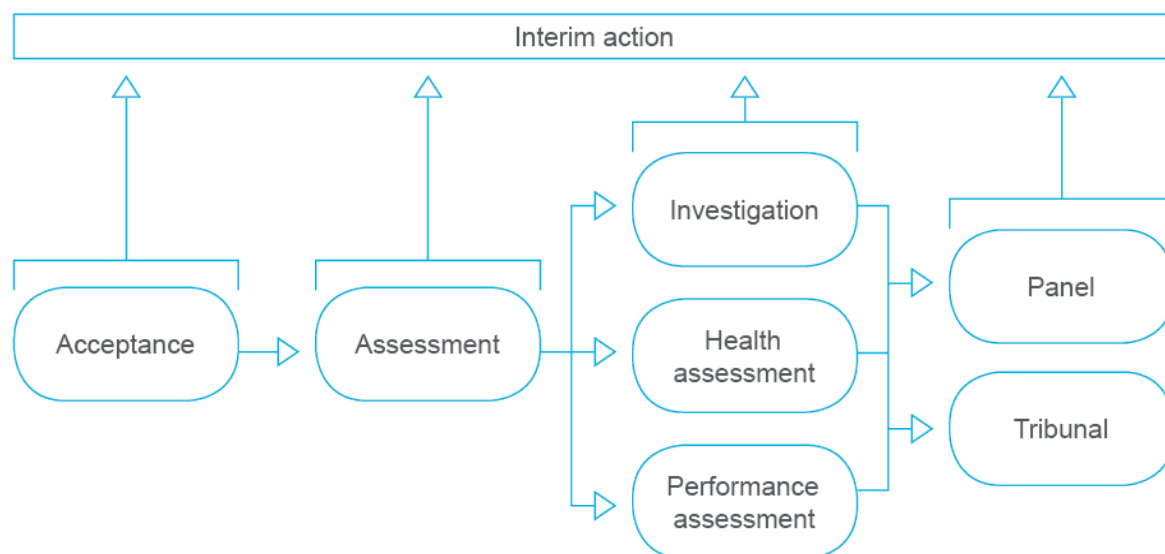 Interim action
Acceptance
Assessment
Investigation
Health
assessment
Performance
assessment
Panel
Tribunal